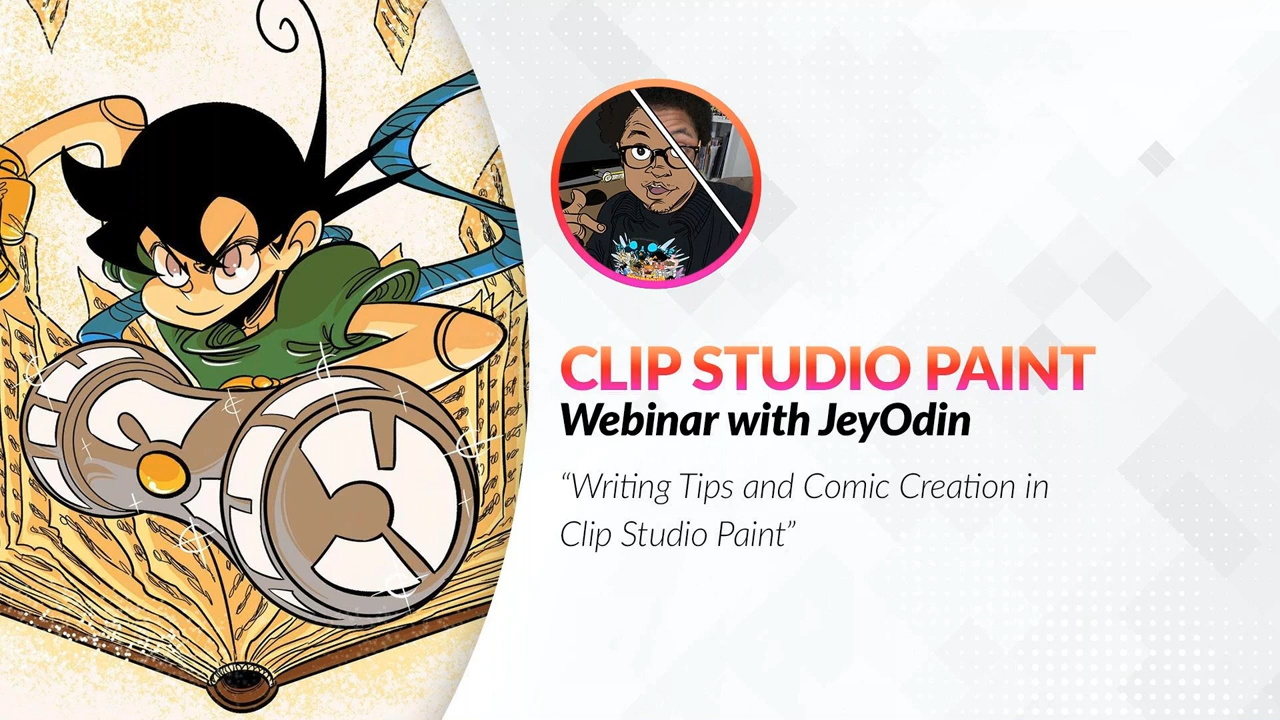 CLIP STUDIO PAINT
Webinar with JeyOdin
“Writing Tips and Comic Creation in
Clip Studio Paint”